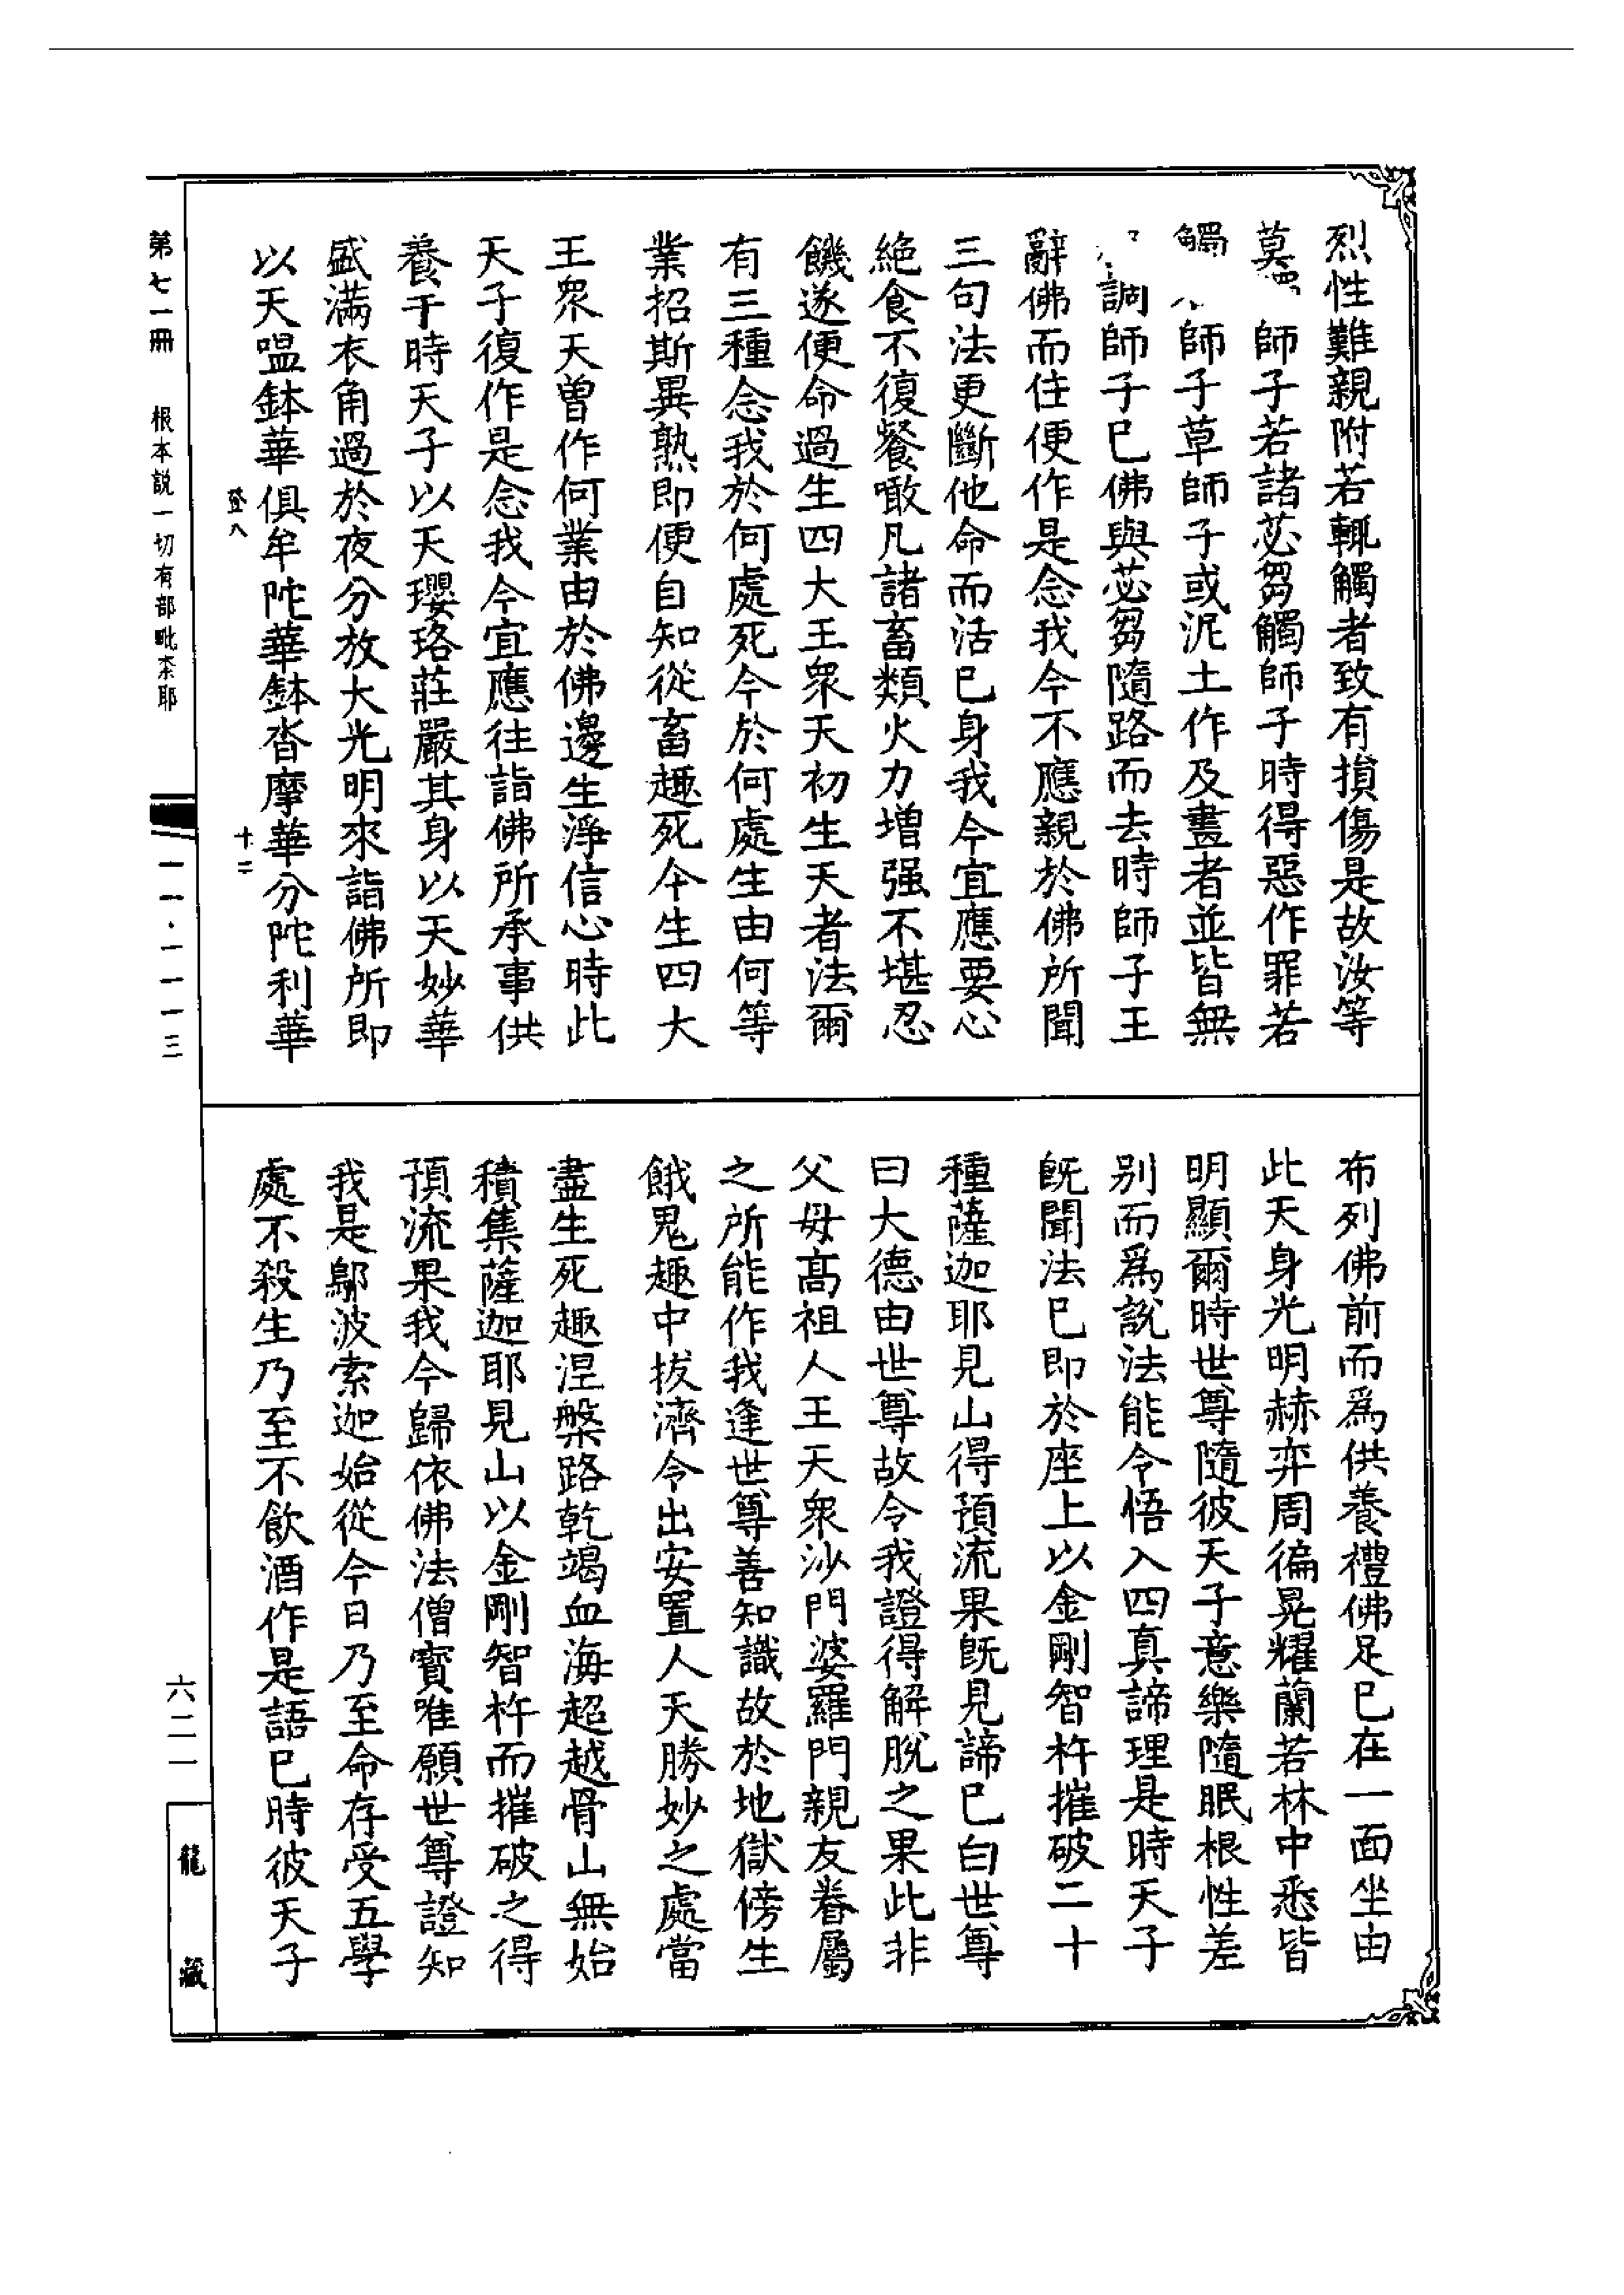 烈性難親附若輒觸者致有損傷是故汝等
莫觸師子若諸苾芻觸師子時得惡作罪若
觸師子草師子或泥土作及畫者並皆無
調師子已佛與苾芻隨路而去時師子王
辭佛而住便作是念我今不應親於佛所聞
三句法更斷他命而活已身我今宜應要心
絶食不復餐噉凡諸畜類火力增强不堪忍
饑遂便命過生四大王衆天初生天者法爾
有三種念我於何處死今於何處生由何等
業招斯異熟即便自知從畜趣死今生四大
王衆天曽作何業由於佛邊生淨信心時此
天子復作是念我今宜應往詣佛所承事供
養于時天子以天瓔珞莊嚴其身以天妙華
盛滿衣角過於夜分放大光明來詣佛所即
以天嗢鉢華俱牟陀華鉢沓摩華分陀利華
布列佛前而爲供養禮佛足已在一面坐由
此天身光明赫弈周徧晃耀蘭若林中悉皆
明顯爾時世尊隨彼天子意樂隨眠根性差
别而爲說法能令悟入四真諦理是時天子
旣聞法已即於座上以金剛智杵摧破二十
種薩迦耶見山得預流果旣見諦已白世尊
曰大德由世尊故令我證得解脫之果此非
父母高祖人王天衆沙門婆羅門親友眷屬
之所能作我逢世尊善知識故於地獄傍生
餓鬼趣中拔濟令出安置人天勝妙之處當
盡生死趣涅槃路乾竭血海超越骨山無始
積集薩迦耶見山以金剛智杵而摧破之得
預流果我今歸依佛法僧寳唯願世尊證知
我是鄔波索迦始從今日乃至命存受五學
處不殺生乃至不飲酒作是語已時彼天子
第七一冊 根本說一切有部毗奈耶
登八 十二
一一·一一一三
六二一
龍藏